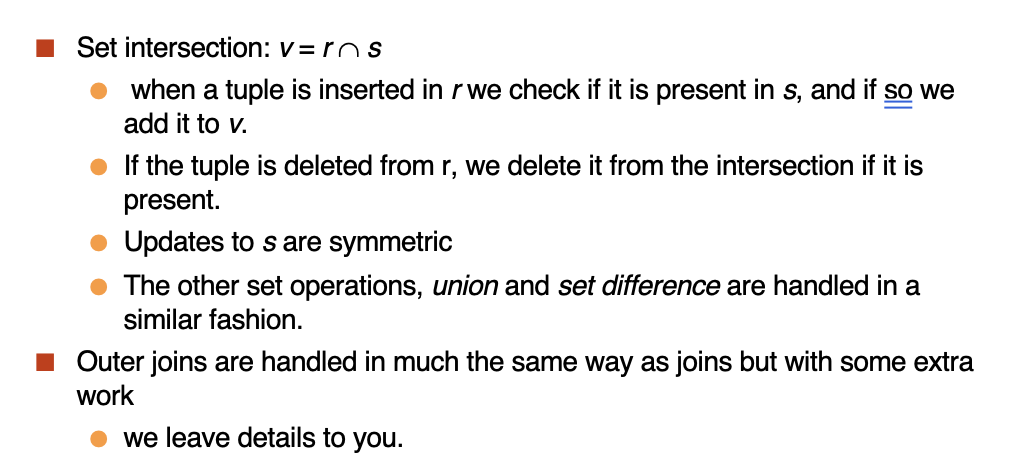 Set intersection: v = r ∩ s
when a tuple is inserted in r we check if it is present in s, and if so we
add it to v.
If the tuple is deleted from r, we delete it from the intersection if it is
present.
Updates to s are symmetric
The other set operations, union and set difference are handled in a
similar fashion.
Outer joins are handled in much the same way as joins but with some extra
work
we leave details to you.